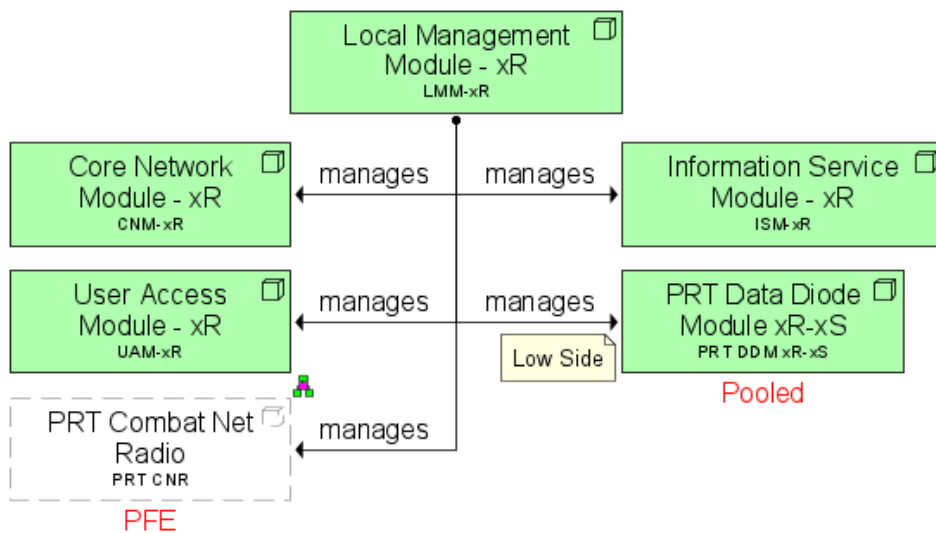 Local Management
Module - xR
LMM-xR
Core Network
Module - xR
CNM-xR
manages
manages
Information Service
Module - xR
ISM-xR
User Access
Module - xR
UAM-xR
manages
manages
PRT Data Diode
Module xR-xS
PRT DDM xR-xS
Low Side
Pooled
PRT Combat Net
Radio
PRT CNR
manages
PFE